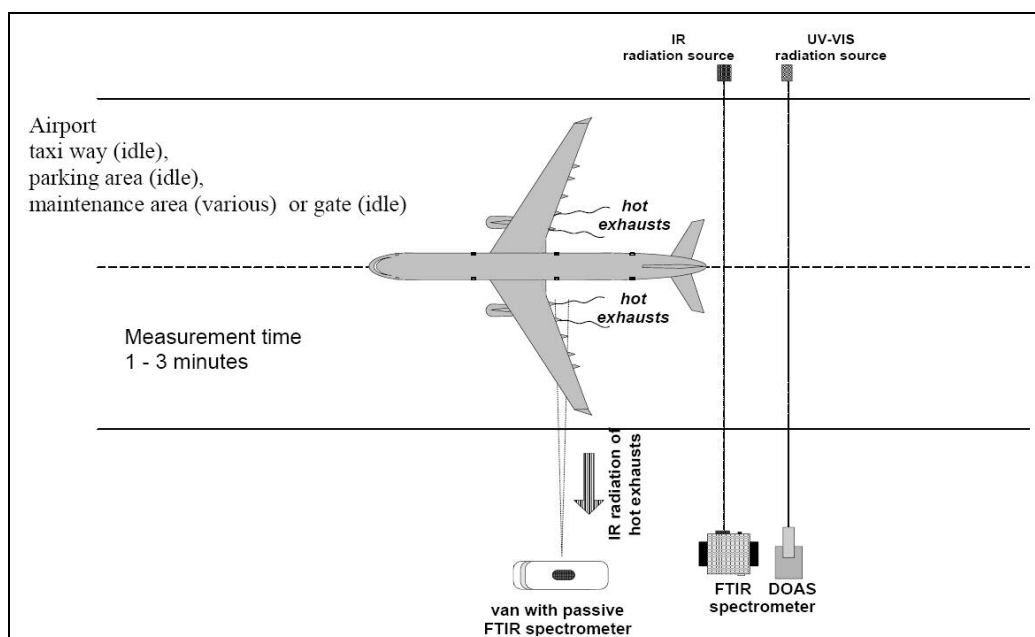 IR
radiation source
UV-VIS
radiation source
Airport
taxi way (idle),
parking area (idle),
maintenance area (various) or gate (idle)
hot
exhausts
hot
exhausts
Measurement time
1 - 3 minutes
IR radiation of
hot exhausts
van with passive
FTIR spectrometer
FTIR DOAS
spectrometer